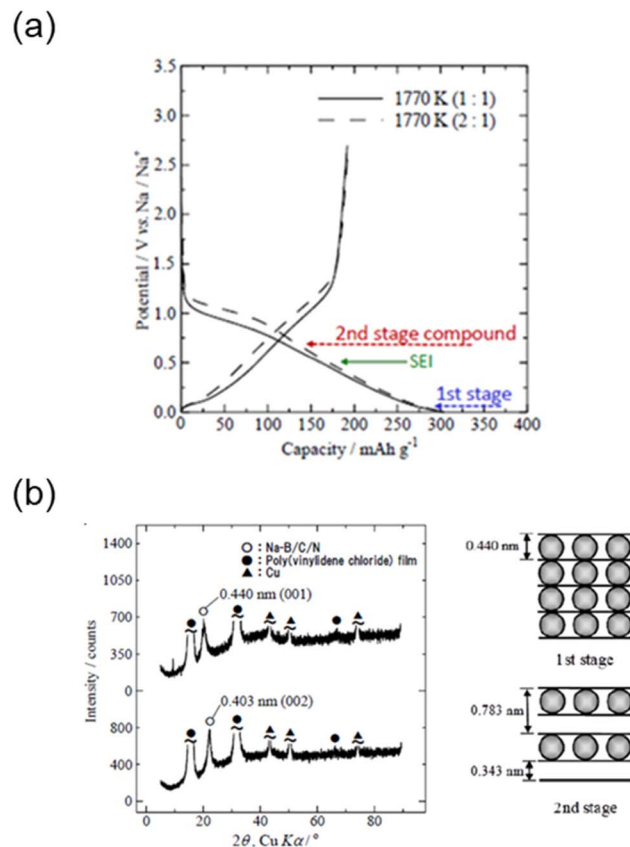 (a)
3.5
3.0
2.5
2.0
1.5
1.0
0.5
0.0
Potential / V vs. Na / Na⁺
1770 K (1 : 1)
1770 K (2 : 1)
2nd stage compound
SEI
1st stage
0 50 100 150 200 250 300 350 400
Capacity / mAh g⁻¹
(b)
1400
1050
700
350
0
800
400
0
Intensity / counts
○ : Na-B/C/N
● : Poly(vinylidene chloride) film
▲ : Cu
0.440 nm (001)
0.403 nm (002)
0 20 40 60 80
2θ, Cu Kα / °
0.440 nm
1st stage
0.783 nm
0.343 nm
2nd stage